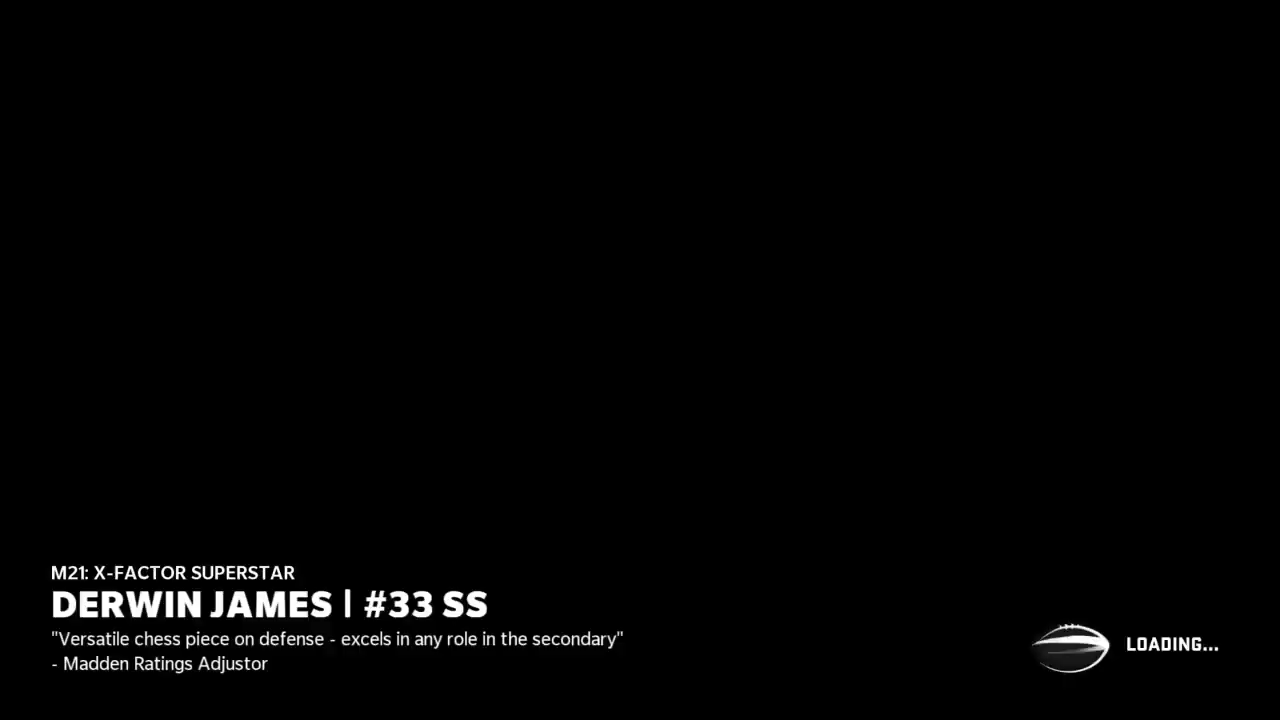 M21: X-FACTOR SUPERSTAR
DERWIN JAMES | #33 SS
"Versatile chess piece on defense - excels in any role in the secondary"
- Madden Ratings Adjustor
LOADING...